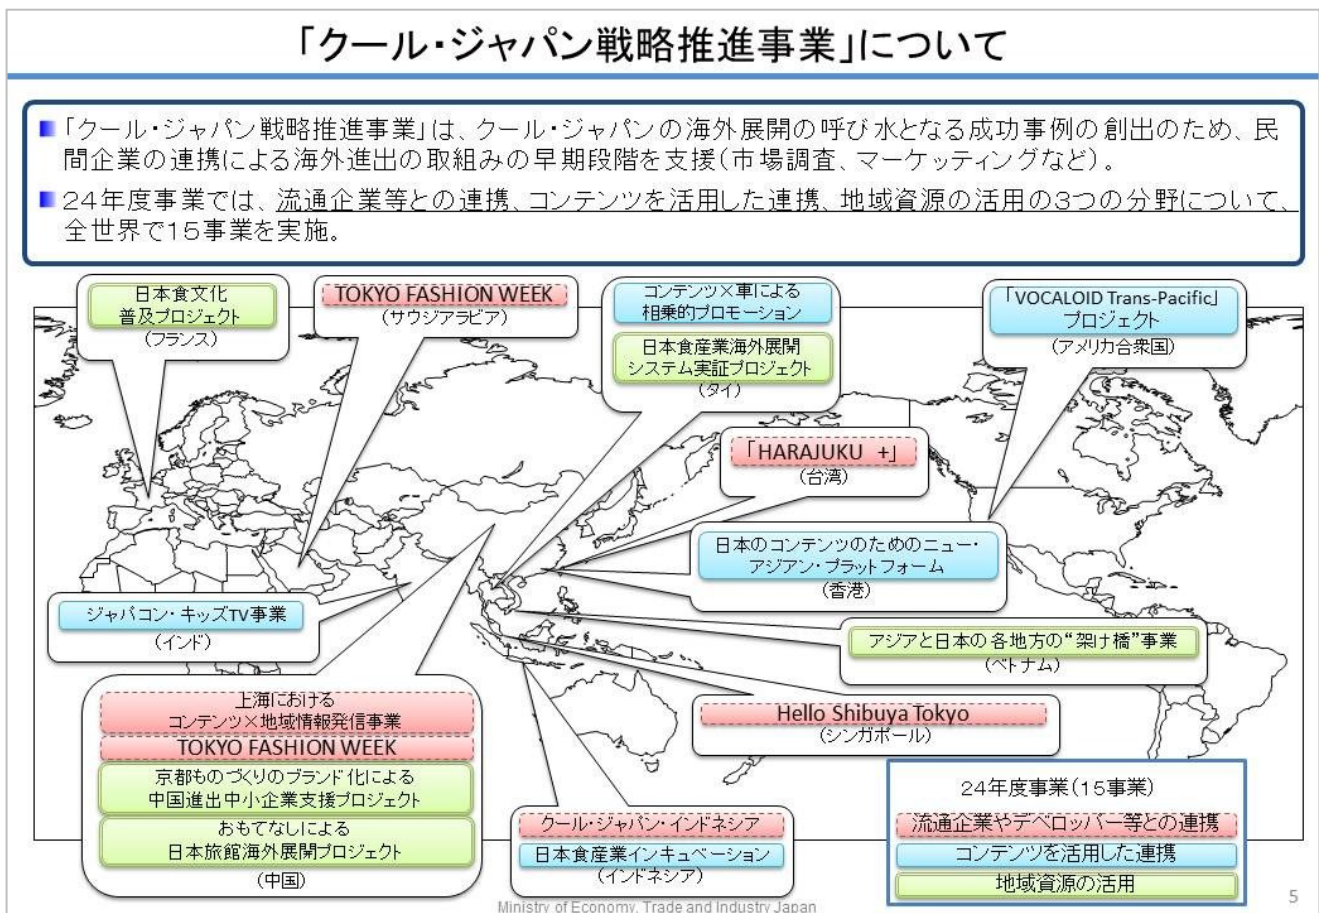 「クール・ジャパン戦略推進事業」について
「クール・ジャパン戦略推進事業」は、クール・ジャパンの海外展開の呼び水となる成功事例の創出のため、民
間企業の連携による海外進出の取組みの早期段階を支援(市場調査、マーケッティングなど)。
24年度事業では、流通企業等との連携、コンテンツを活用した連携、地域資源の活用の3つの分野について、
全世界で15事業を実施。
日本食文化
普及プロジェクト
(フランス)
TOKYO FASHION WEEK
(サウジアラビア)
コンテンツ×車による
相乗的プロモーション
日本食産業海外展開
システム実証プロジェクト
(タイ)
「VOCALOID Trans-Pacific」
プロジェクト
(アメリカ合衆国)
「HARAJUKU +」
(台湾)
日本のコンテンツのためのニュー・
アジアン・プラットフォーム
(香港)
ジャパコン・キッズTV事業
(インド)
アジアと日本の各地方の“架け橋”事業
(ベトナム)
上海における
コンテンツ×地域情報発信事業
TOKYO FASHION WEEK
京都ものづくりのブランド化による
中国進出中小企業支援プロジェクト
おもてなしによる
日本旅館海外展開プロジェクト
(中国)
Hello Shibuya Tokyo
(シンガポール)
クール・ジャパン・インドネシア
日本食産業インキュベーション
(インドネシア)
24年度事業(15事業)
流通企業やデベロッパー等との連携
コンテンツを活用した連携
地域資源の活用
Ministry of Economy, Trade and Industry Japan
5